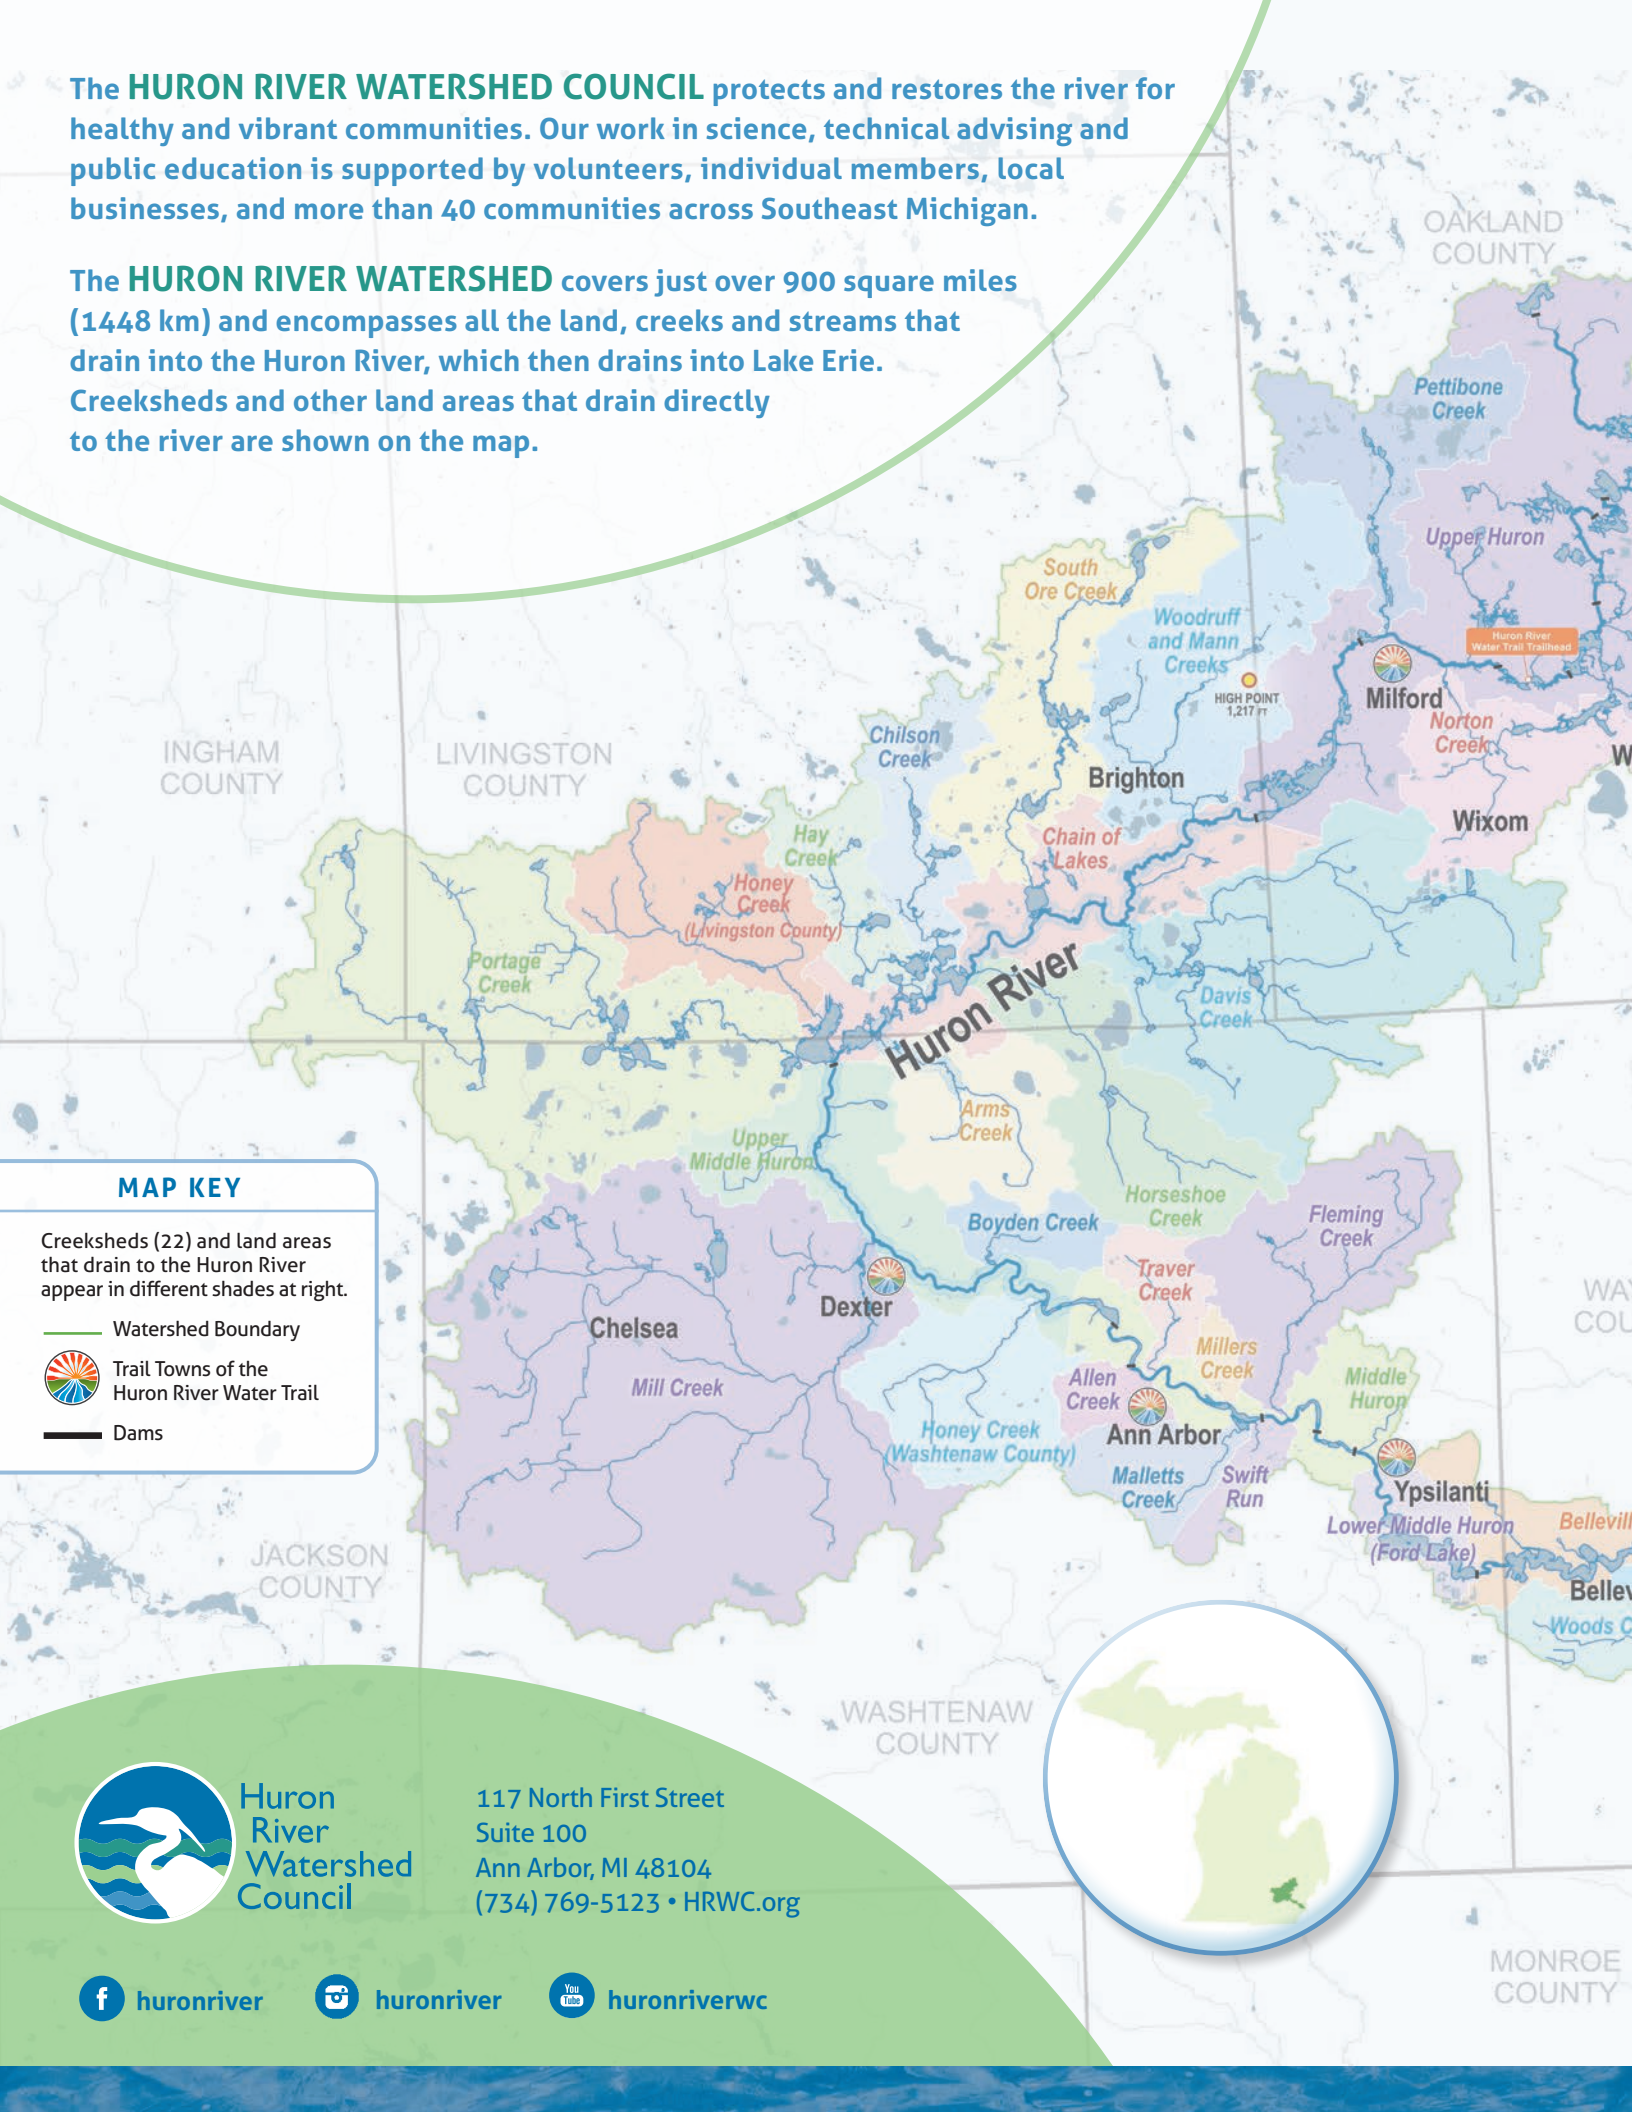 The HURON RIVER WATERSHED COUNCIL protects and restores the river for
healthy and vibrant communities. Our work in science, technical advising and
public education is supported by volunteers, individual members, local
businesses, and more than 40 communities across Southeast Michigan.
The HURON RIVER WATERSHED covers just over 900 square miles
(1448 km) and encompasses all the land, creeks and streams that
drain into the Huron River, which then drains into Lake Erie.
Creeksheds and other land areas that drain directly
to the river are shown on the map.
OAKLAND
COUNTY
Pettibone
Creek
Upper Huron
South
Ore Creek
Woodruff
and Mann
Creeks
HIGH POINT
1,217 FT
Huron River
Water Trail Trailhead
Milford
Norton
Creek
Wixom
W
Chilson
Creek
Brighton
INGHAM
COUNTY
LIVINGSTON
COUNTY
Hay
Creek
Chain of
Lakes
Honey
Creek
(Livingston County)
Portage
Creek
Huron River
Davis
Creek
Arms
Creek
Upper
Middle Huron
Horseshoe
Creek
Boyden Creek
Fleming
Creek
Traver
Creek
Dexter
Chelsea
Mill Creek
Millers
Creek
Allen
Creek
Middle
Huron
Honey Creek
(Washtenaw County)
Ann Arbor
Malletts
Creek
Swift
Run
Ypsilanti
Lower Middle Huron
(Ford Lake)
Bellevill
Bellev
Woods C
WAY
COU
MAP KEY
Creeksheds (22) and land areas
that drain to the Huron River
appear in different shades at right.
Watershed Boundary
Trail Towns of the
Huron River Water Trail
Dams
JACKSON
COUNTY
WASHTENAW
COUNTY
MONROE
COUNTY
Huron
River
Watershed
Council
117 North First Street
Suite 100
Ann Arbor, MI 48104
(734) 769-5123 • HRWC.org
f huronriver
huronriver
You
Tube
huronriverwc